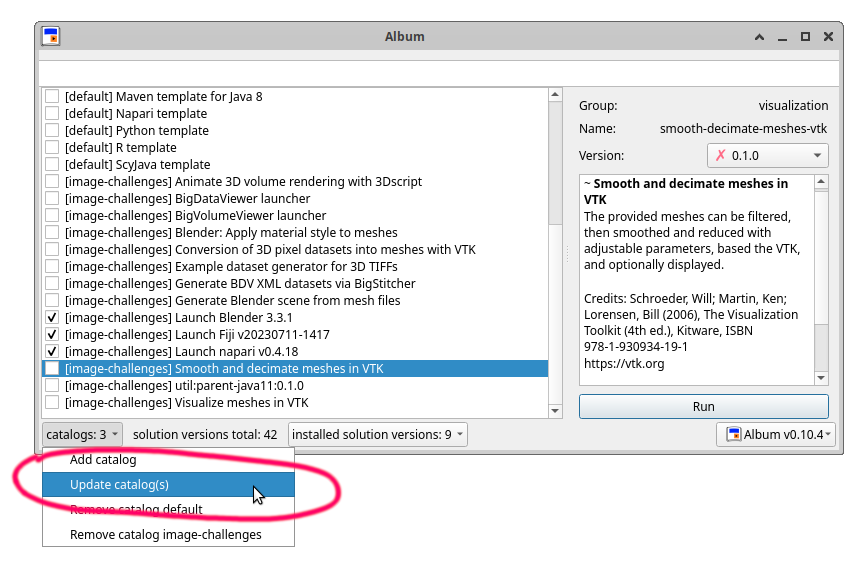 Album
[default] Maven template for Java 8
[default] Napari template
[default] Python template
[default] R template
[default] ScyJava template
[image-challenges] Animate 3D volume rendering with 3Dscript
[image-challenges] BigDataViewer launcher
[image-challenges] BigVolumeViewer launcher
[image-challenges] Blender: Apply material style to meshes
[image-challenges] Conversion of 3D pixel datasets into meshes with VTK
[image-challenges] Example dataset generator for 3D TIFFs
[image-challenges] Generate BDV XML datasets via BigStitcher
[image-challenges] Generate Blender scene from mesh files
[image-challenges] Launch Blender 3.3.1
[image-challenges] Launch Fiji v20230711-1417
[image-challenges] Launch napari v0.4.18
[image-challenges] Smooth and decimate meshes in VTK
[image-challenges] util:parent-java11:0.1.0
[image-challenges] Visualize meshes in VTK
Group: visualization
Name: smooth-decimate-meshes-vtk
Version: ✗ 0.1.0
~ Smooth and decimate meshes in
VTK
The provided meshes can be filtered,
then smoothed and reduced with
adjustable parameters, based the VTK,
and optionally displayed.
Credits: Schroeder, Will; Martin, Ken;
Lorensen, Bill (2006), The Visualization
Toolkit (4th ed.), Kitware, ISBN
978-1-930934-19-1
https://vtk.org
Run
catalogs: 3 solution versions total: 42 installed solution versions: 9 Album v0.10.4
Add catalog
Update catalog(s)
Remove catalog default
Remove catalog image-challenges